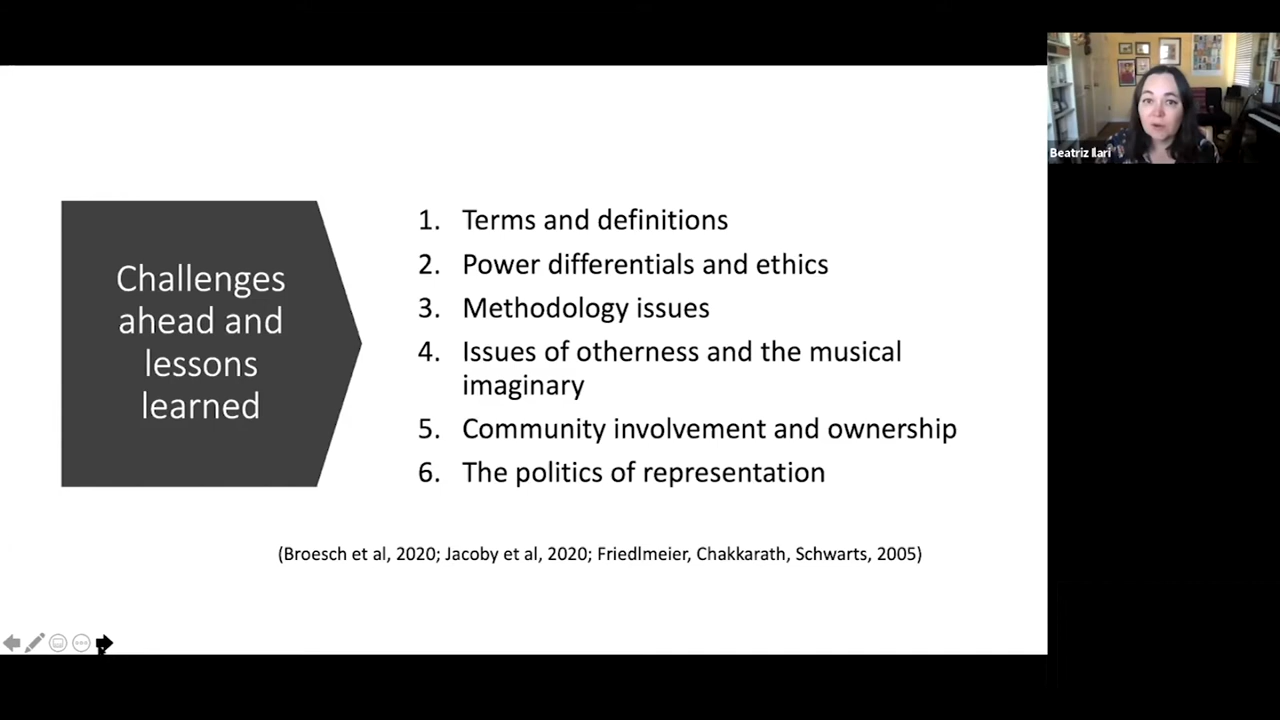 Challenges
ahead and
lessons
learned
1. Terms and definitions
2. Power differentials and ethics
3. Methodology issues
4. Issues of otherness and the musical
imaginary
5. Community involvement and ownership
6. The politics of representation
(Broesch et al, 2020; Jacoby et al, 2020; Friedlmeier, Chakkarath, Schwarts, 2005)
Beatriz Ilari